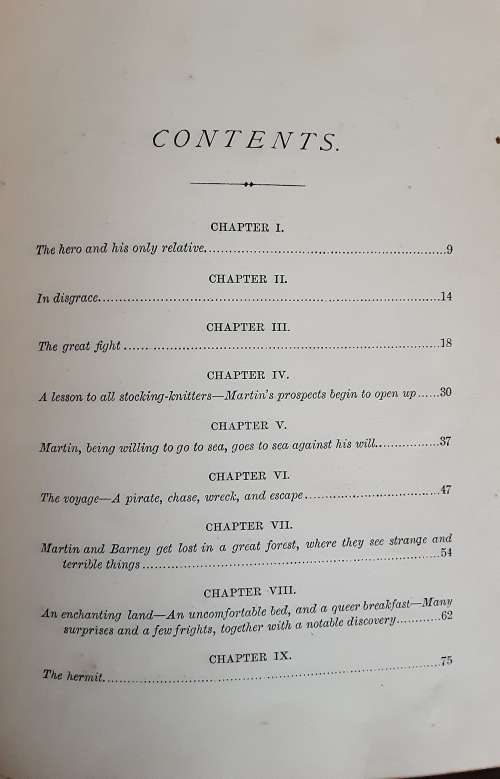 CONTENTS.
CHAPTER I.
The hero and his only relative..........................................................9
CHAPTER II.
In disgrace..........................................................................14
CHAPTER III.
The great fight......................................................................18
CHAPTER IV.
A lesson to all stocking-knitters—Martin's prospects begin to open up......30
CHAPTER V.
Martin, being willing to go to sea, goes to sea against his will................37
CHAPTER VI.
The voyage—A pirate, chase, wreck, and escape..................................47
CHAPTER VII.
Martin and Barney get lost in a great forest, where they see strange and
terrible things......................................................................54
CHAPTER VIII.
An enchanting land—An uncomfortable bed, and a queer breakfast—Many
surprises and a few frights, together with a notable discovery...........62
CHAPTER IX.
The hermit...........................................................................75